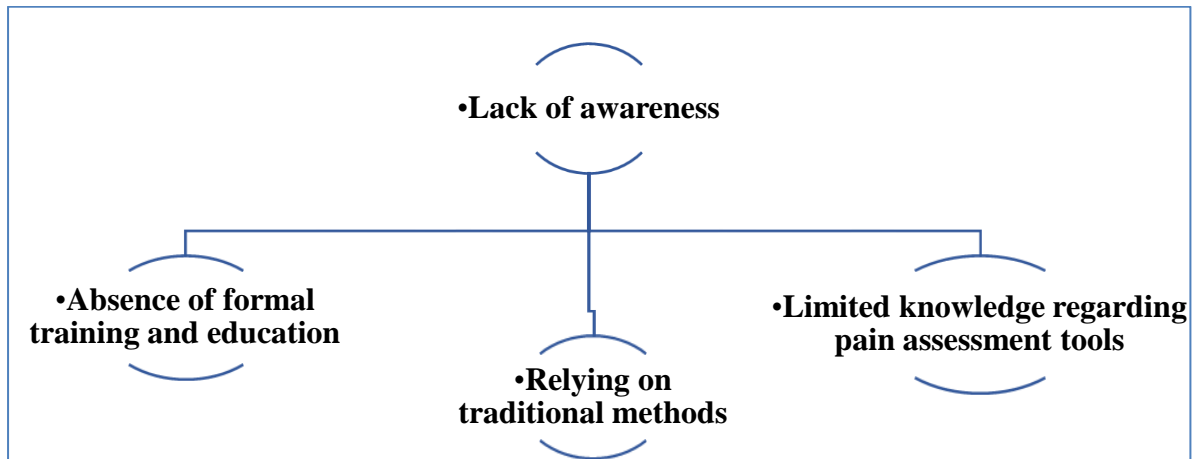 •Lack of awareness
•Absence of formal
training and education
•Relying on
traditional methods
•Limited knowledge regarding
pain assessment tools